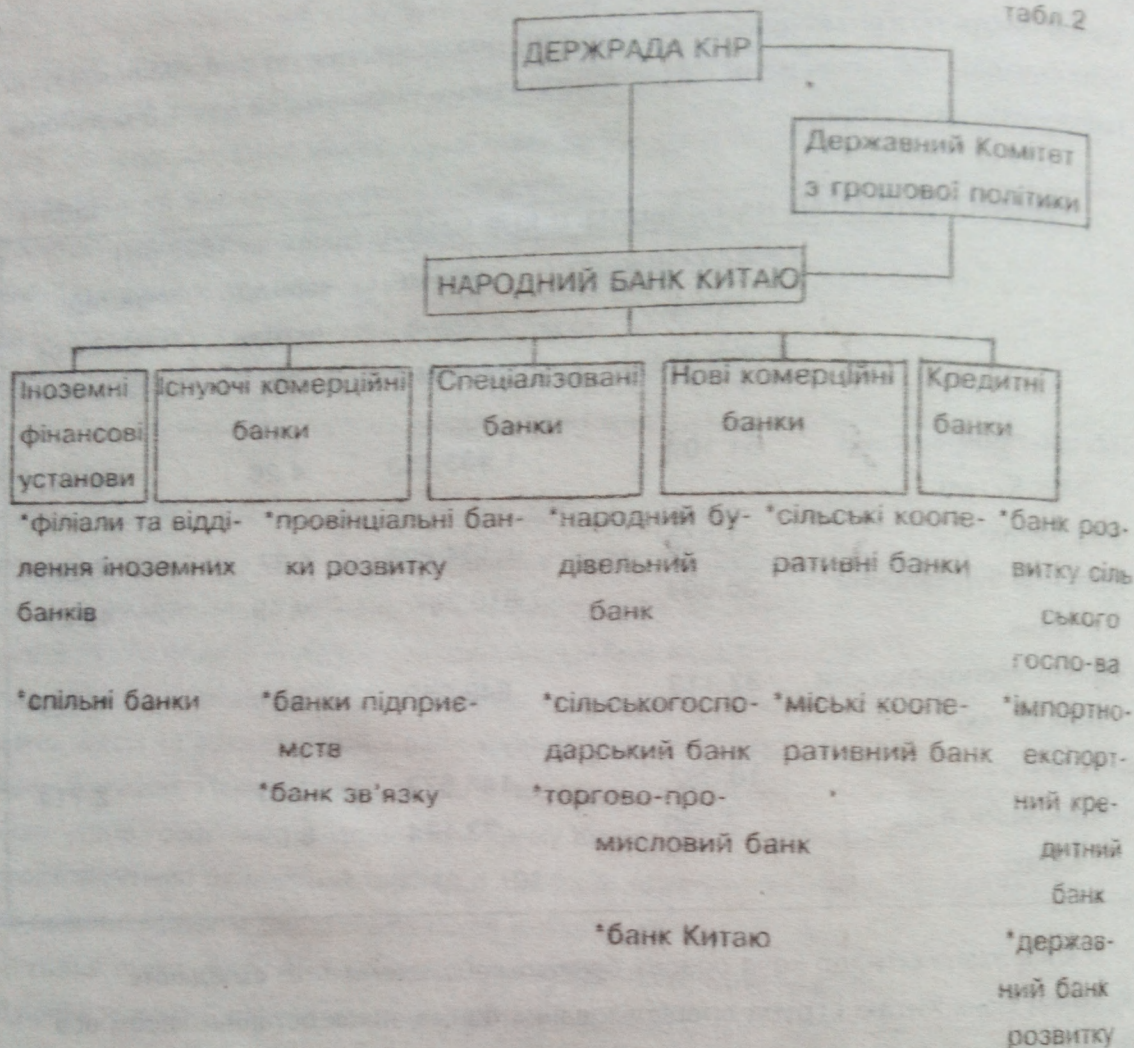 табл.2
ДЕРЖРАДА КНР
Державний Комітет
з грошової політики
НАРОДНИЙ БАНК КИТАЮ
Іноземні
фінансові
установи
Існуючі комерційні
банки
Спеціалізовані
банки
Нові комерційні
банки
Кредитні
банки
*філіали та відді-
лення іноземних
банків
*спільні банки
*провінціальні бан-
ки розвитку
*банки підприє-
мств
*банк зв'язку
*народний бу-
дівельний
банк
*сільськогоспо-
дарський банк
*торгово-про-
мисловий банк
*банк Китаю
*сільські коопе-
ративні банки
*міські коопе-
ративний банк
*банк роз-
витку сіль
ського
госпо-ва
*імпортно-
експорт-
ний кре-
дитний
банк
*держав-
ний банк
розвитку